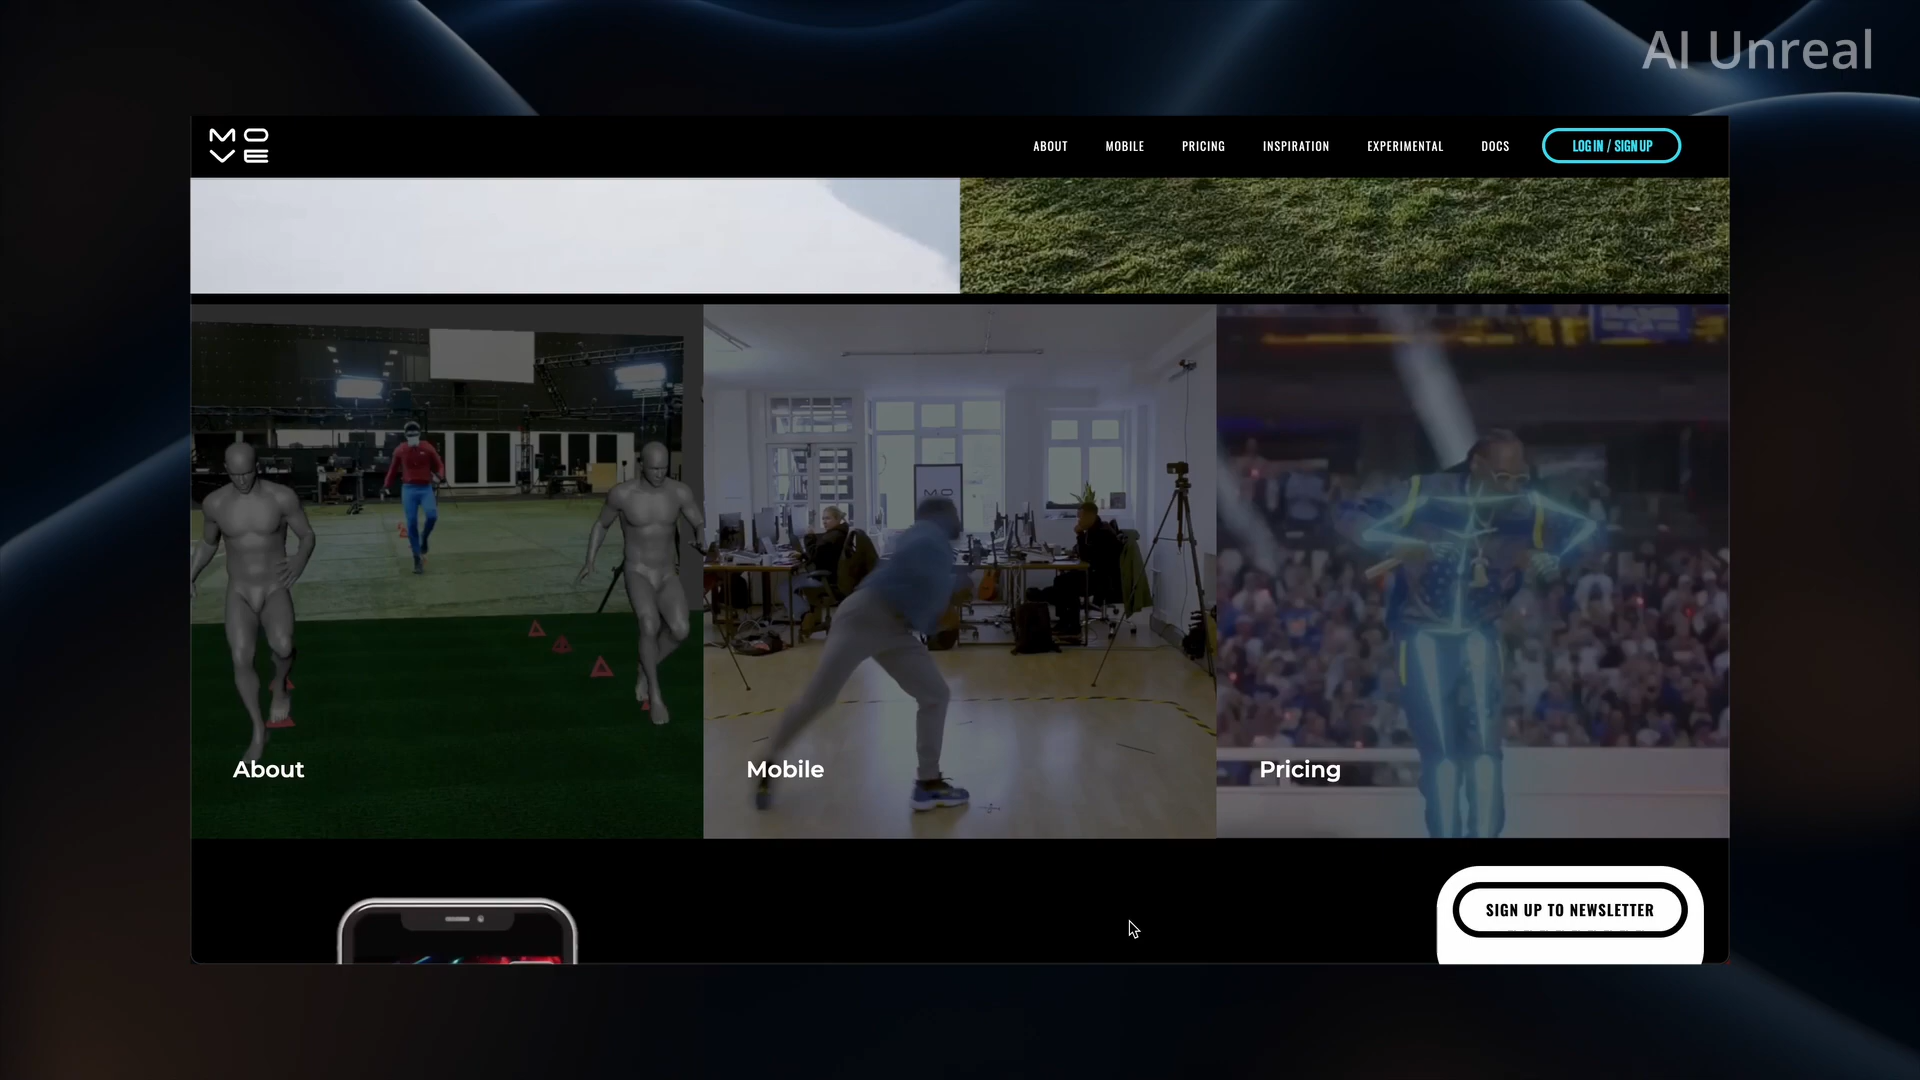 AI Unreal
MO
VE
ABOUT
MOBILE
PRICING
INSPIRATION
EXPERIMENTAL
DOCS
LOG IN / SIGN UP
MO
About
Mobile
Pricing
SIGN UP TO NEWSLETTER